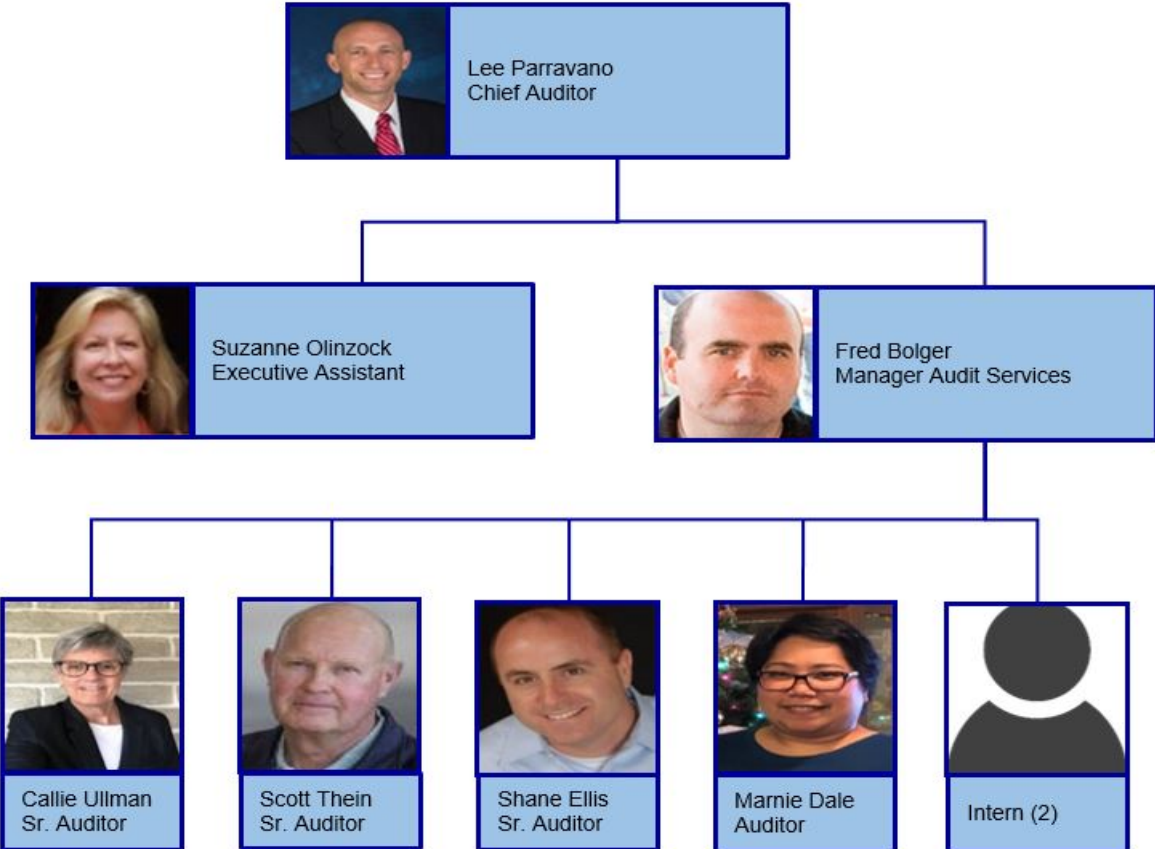 Lee Parravano
Chief Auditor
Suzanne Olinzock
Executive Assistant
Fred Bolger
Manager Audit Services
Callie Ullman
Sr. Auditor
Scott Thein
Sr. Auditor
Shane Ellis
Sr. Auditor
Marnie Dale
Auditor
Intern (2)